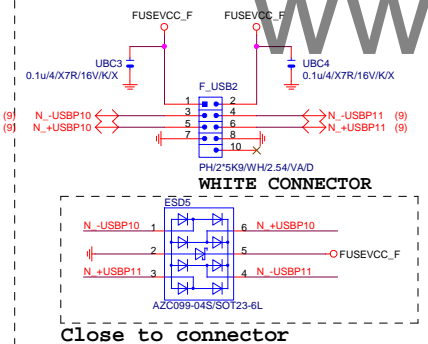 WW
FUSEVCC_F FUSEVCC_F
UBC3 UBC4
0.1u/4/X7R/16V/K/X 0.1u/4/X7R/16V/K/X
F_USB2
1 2
(9) N_-USBP10 3 4 N_-USBP11 (9)
(9) N_+USBP10 5 6 N_+USBP11 (9)
7 8
10
PH/2*5K9/WH/2.54/VA/D
WHITE CONNECTOR
ESD5
N_-USBP10 1 6 N_+USBP10
2 5 FUSEVCC_F
N_+USBP11 3 4 N_-USBP11
AZC099-04S/SOT23-6L
Close to connector